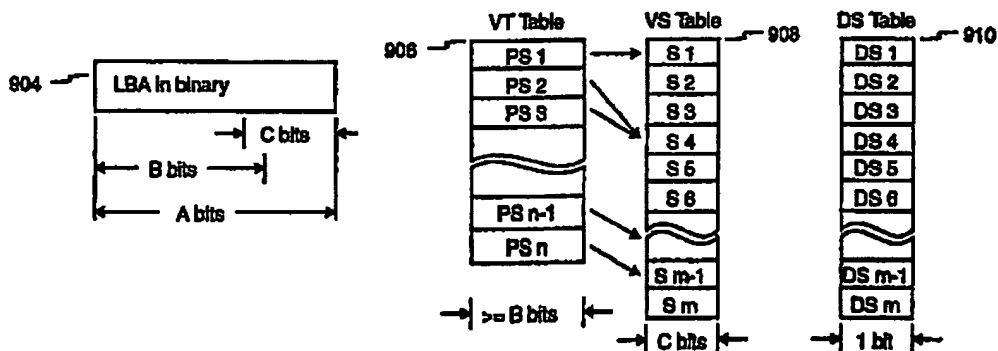 904
LBA in binary
C bits
B bits
A bits
VT Table
906
PS 1
PS 2
PS 3
PS n-1
PS n
>= B bits
VS Table
908
S 1
S 2
S 3
S 4
S 5
S 6
S m-1
S m
C bits
DS Table
910
DS 1
DS 2
DS 3
DS 4
DS 5
DS 6
DS m-1
DS m
1 bit